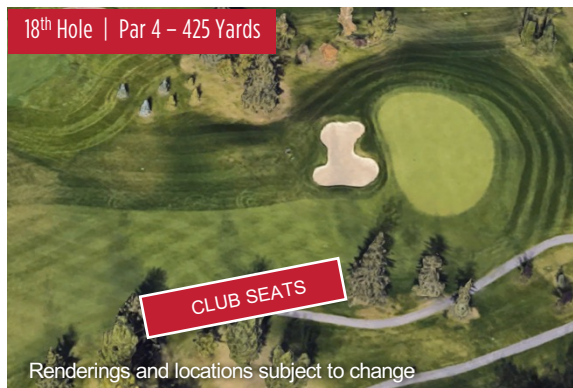 18th Hole | Par 4 – 425 Yards
CLUB SEATS
Renderings and locations subject to change